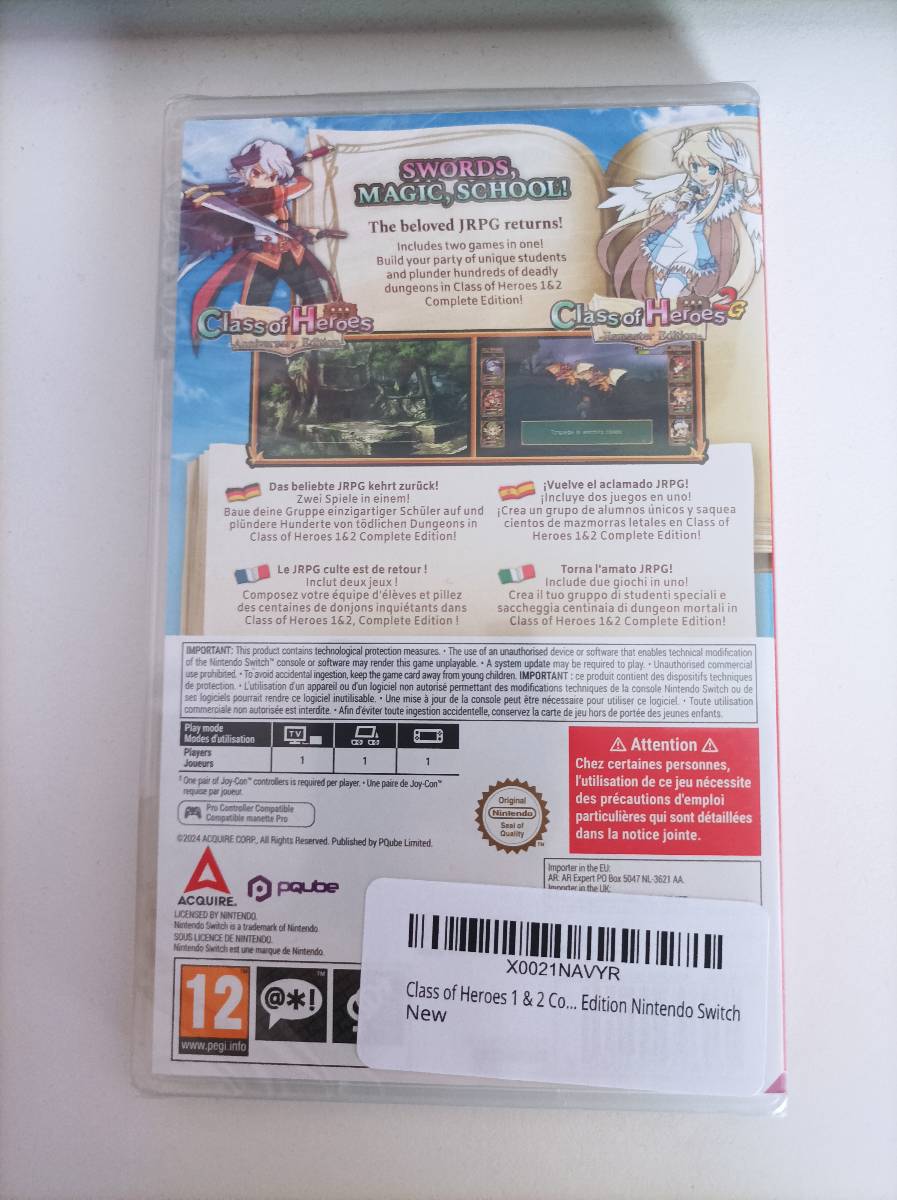 SWORDS,
MAGIC, SCHOOL!
The beloved JRPG returns!
Includes two games in one!
Build your party of unique students
and plunder hundreds of deadly
dungeons in Class of Heroes 1&2
Complete Edition!
Class of Heroes
Anniversary Edition
Class of Heroes 2G
Remaster Edition
Das beliebte JRPG kehrt zurück!
Zwei Spiele in einem!
Baue deine Gruppe einzigartiger Schüler auf und
plündere Hunderte von tödlichen Dungeons in
Class of Heroes 1&2 Complete Edition!
¡Vuelve el aclamado JRPG!
¡Incluye dos juegos en uno!
¡Crea un grupo de alumnos únicos y saquea
cientos de mazmorras letales en Class of
Heroes 1&2 Complete Edition!
Le JRPG culte est de retour !
Inclut deux jeux !
Composez votre équipe d'élèves et pillez
des centaines de donjons inquiétants dans
Class of Heroes 1&2, Complete Edition !
Torna l'amato JRPG!
Include due giochi in uno!
Crea il tuo gruppo di studenti speciali e
saccheggia centinaia di dungeon mortali in
Class of Heroes 1&2 Complete Edition!
IMPORTANT: This product contains technological protection measures. • The use of an unauthorised device or software that enables technical modification
of the Nintendo Switch™ console or software may render this game unplayable. • A system update may be required to play. • Unauthorised commercial
use prohibited. • To avoid accidental ingestion, keep the game card away from young children. IMPORTANT : ce produit contient des dispositifs techniques
de protection. • L'utilisation d'un appareil ou d'un logiciel non autorisé permettant des modifications techniques de la console Nintendo Switch ou de
ses logiciels pourrait rendre ce logiciel inutilisable. • Une mise à jour de la console peut être nécessaire pour utiliser ce logiciel. • Toute utilisation
commerciale non autorisée est interdite. • Afin d'éviter toute ingestion accidentelle, conservez la carte de jeu hors de portée des jeunes enfants.
Play mode
Modes d'utilisation
TV
Players
Joueurs
1
1
1
¹ One pair of Joy-Con™ controllers is required per player. • Une paire de Joy-Con™
requise par joueur.
Pro Controller Compatible
Compatible manette Pro
©2024 ACQUIRE CORP., All Rights Reserved. Published by PQube Limited.
Original
Nintendo
Seal of
Quality
TM
⚠ Attention ⚠
Chez certaines personnes,
l'utilisation de ce jeu nécessite
des précautions d'emploi
particulières qui sont détaillées
dans la notice jointe.
Importer in the EU:
AR: AR Expert PO Box 5047 NL-3621 AA.
Importer in the UK:
ACQUIRE.
PQube
LICENSED BY NINTENDO.
Nintendo Switch is a trademark of Nintendo.
SOUS LICENCE DE NINTENDO.
Nintendo Switch est une marque de Nintendo.
12
www.pegi.info
@*!
TM
X0021NAVYR
Class of Heroes 1 & 2 Co... Edition Nintendo Switch
New